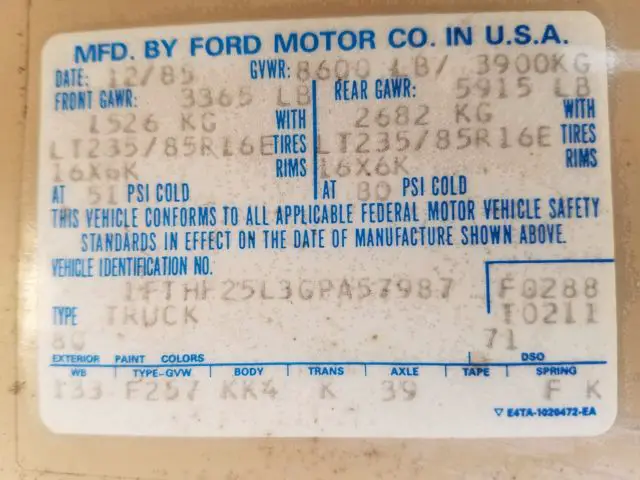 MFD. BY FORD MOTOR CO. IN U.S.A.
DATE: 12/85 GVWR: 8600 LB/ 3900KG
FRONT GAWR: 3365 LB REAR GAWR: 5915 LB
1526 KG WITH 2682 KG WITH
LT235/85R16E TIRES LT235/85R16E TIRES
16X6K RIMS 16X6K RIMS
AT 51 PSI COLD AT 80 PSI COLD
THIS VEHICLE CONFORMS TO ALL APPLICABLE FEDERAL MOTOR VEHICLE SAFETY
STANDARDS IN EFFECT ON THE DATE OF MANUFACTURE SHOWN ABOVE.
VEHICLE IDENTIFICATION NO.
1FTHF25L3GPA57987 F0288
TYPE TRUCK T0211
71
EXTERIOR PAINT COLORS DSO
WB TYPE-GVW BODY TRANS AXLE TAPE SPRING
133 F257 KK4 K 39 F K
▽ E4TA-1020472-EA